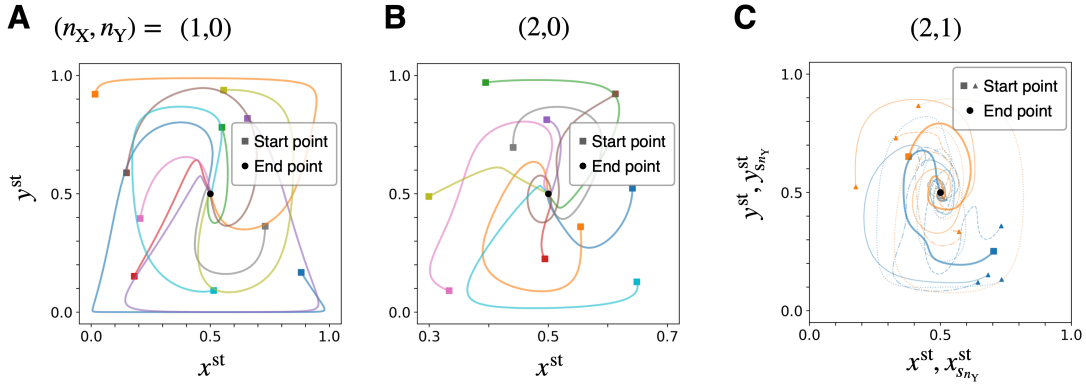 A (n_X, n_Y) = (1,0)
B (2,0)
C (2,1)
1.0
0.5
0.0
y^st
0.0 0.5 1.0
x^st
Start point
End point
1.0
0.5
0.0
0.3 0.5 0.7
x^st
Start point
End point
1.0
0.5
0.0
y^st, y^st_{s_{n_Y}}
0.0 0.5 1.0
x^st, x^st_{s_{n_Y}}
Start point
End point